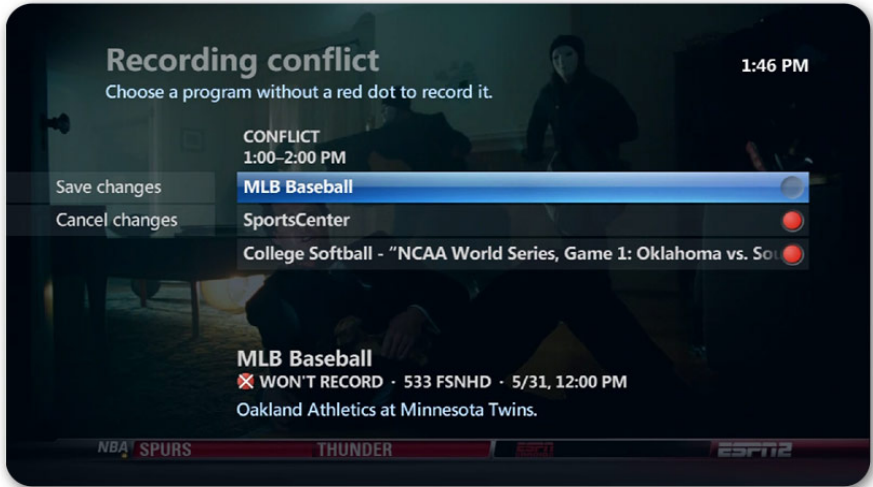 Recording conflict
1:46 PM
Choose a program without a red dot to record it.
CONFLICT
1:00–2:00 PM
Save changes
MLB Baseball
Cancel changes
SportsCenter
College Softball - "NCAA World Series, Game 1: Oklahoma vs. Sou
MLB Baseball
WON'T RECORD · 533 FSNHD · 5/31, 12:00 PM
Oakland Athletics at Minnesota Twins.
NBA SPURS THUNDER ESPN ESPN2